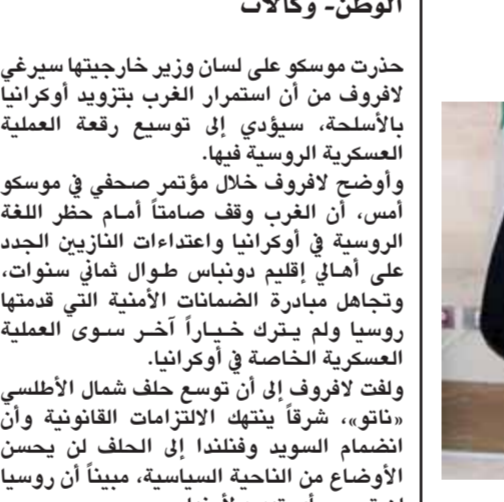 الوطن- وكالات
حذرت موسكو على لسان وزير خارجيتها سيرغي
لافروف من أن استمرار الغرب بتزويد أوكرانيا
بالأسلحة، سيؤدي إلى توسيع رقعة العملية
العسكرية الروسية فيها.
وأوضح لافروف خلال مؤتمر صحفي في موسكو
أمس، أن الغرب وقف صامتاً أمام حظر اللغة
الروسية في أوكرانيا واعتداءات النازيين الجدد
على أهالي إقليم دونباس طوال ثماني سنوات،
وتجاهل مبادرة الضمانات الأمنية التي قدمتها
روسيا ولم يترك خياراً آخر سوى العملية
العسكرية الخاصة في أوكرانيا.
ولفت لافروف إلى أن توسع حلف شمال الأطلسي
«ناتو»، شرقاً ينتهك الالتزامات القانونية وأن
انضمام السويد وفنلندا إلى الحلف لن يحسن
الأوضاع من الناحية السياسية، مبيناً أن روسيا